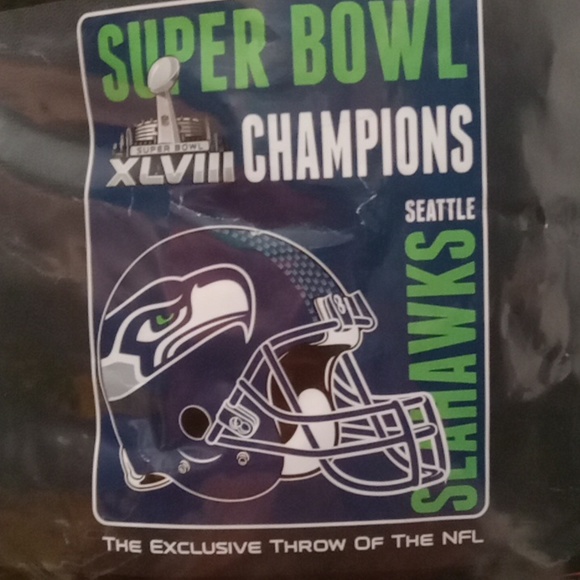 SUPER BOWL
SUPER BOWL
XLVIII
CHAMPIONS
SEATTLE
SEAHAWKS
THE EXCLUSIVE THROW OF THE NFL